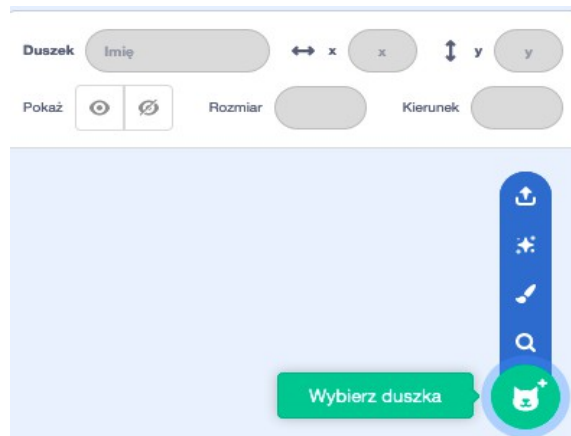 Duszek Imię x x y y
Pokaż Rozmiar Kierunek
Wybierz duszka